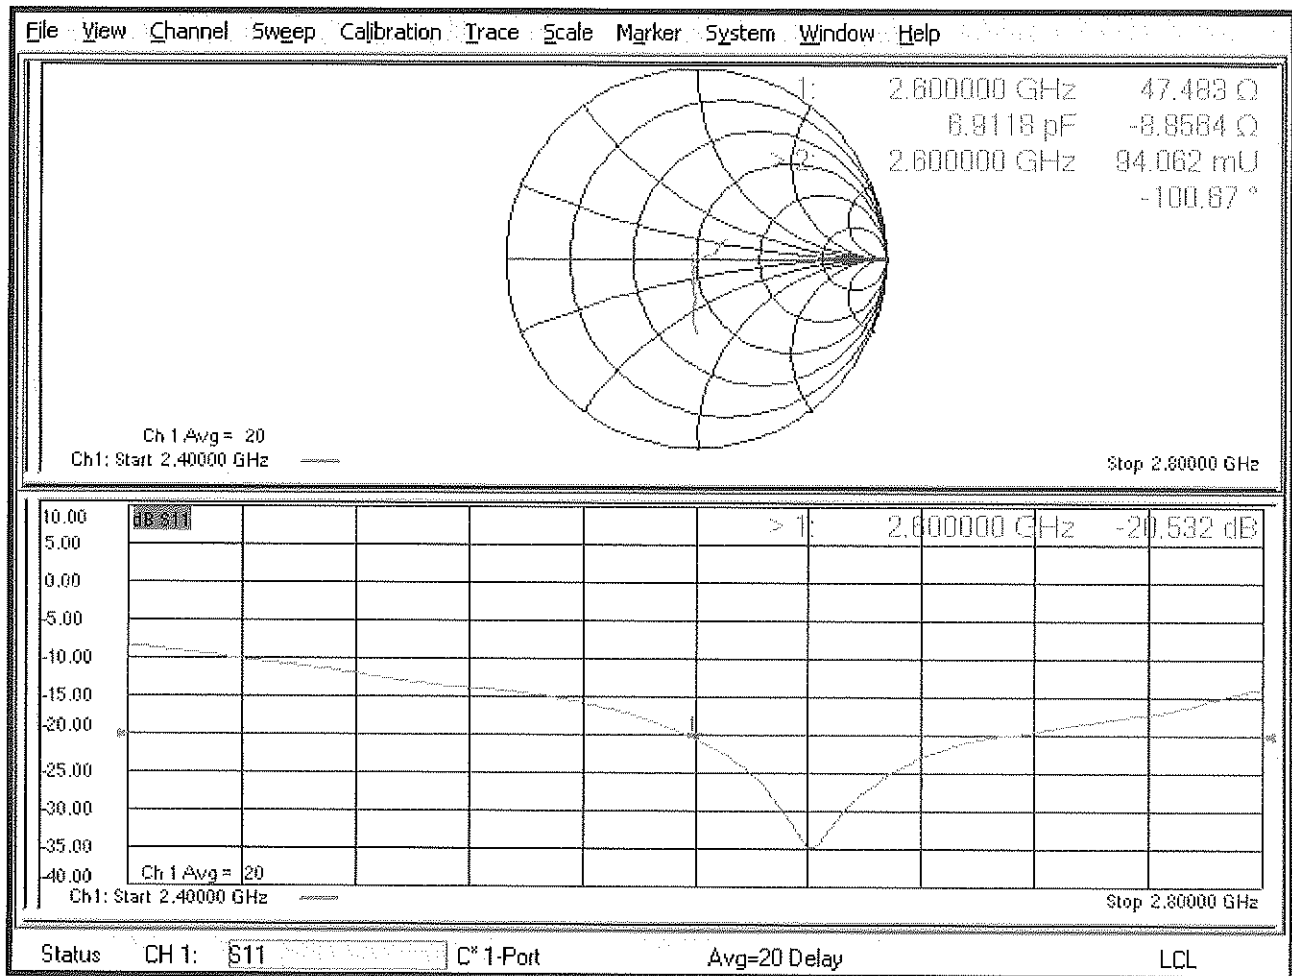 File View Channel Sweep Calibration Trace Scale Marker System Window Help
1: 2.600000 GHz 47.483 Ω
6.9118 pF -8.8564 Ω
> 2: 2.600000 GHz 94.062 mU
-100.67 °
Ch 1 Avg = 20
Ch1: Start 2.40000 GHz
Stop 2.80000 GHz
10.00
5.00
0.00
-5.00
-10.00
-15.00
-20.00
-25.00
-30.00
-35.00
-40.00
dB S11
> 1: 2.600000 GHz -20.532 dB
1
Ch 1 Avg = 20
Ch1: Start 2.40000 GHz
Stop 2.80000 GHz
Status CH 1: S11 C* 1-Port Avg=20 Delay LCL